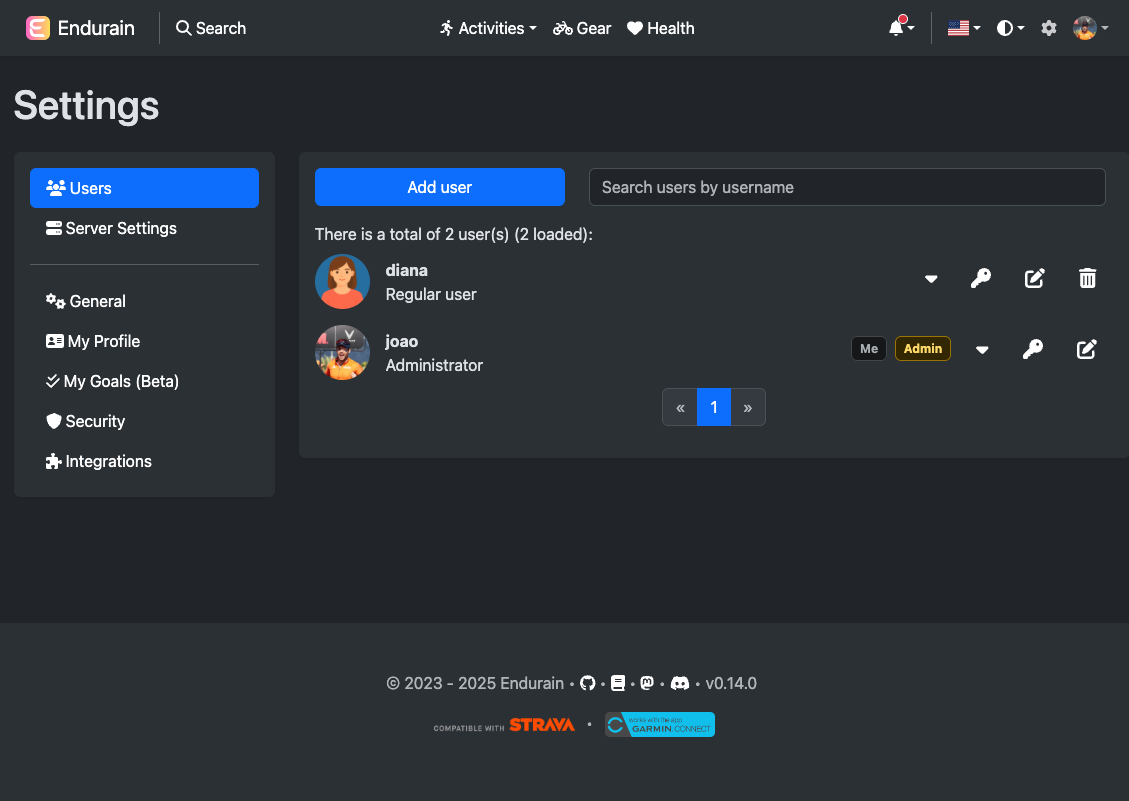 Endurain
Search
Activities
Gear
Health
Settings
Users
Server Settings
General
My Profile
My Goals (Beta)
Security
Integrations
Add user
Search users by username
There is a total of 2 user(s) (2 loaded):
diana
Regular user
joao
Administrator
Me
Admin
« 1 »
© 2023 - 2025 Endurain • • • • • v0.14.0
COMPATIBLE WITH STRAVA •
works with the app
GARMIN CONNECT